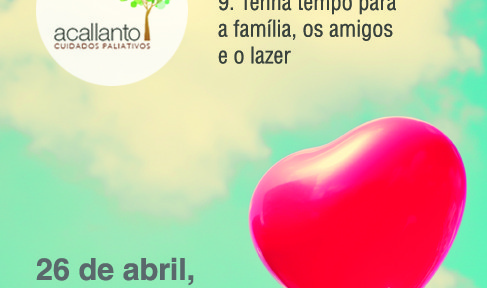 acallanto
CUIDADOS PALIATIVOS
9. Tenha tempo para
a família, os amigos
e o lazer
26 de abril,